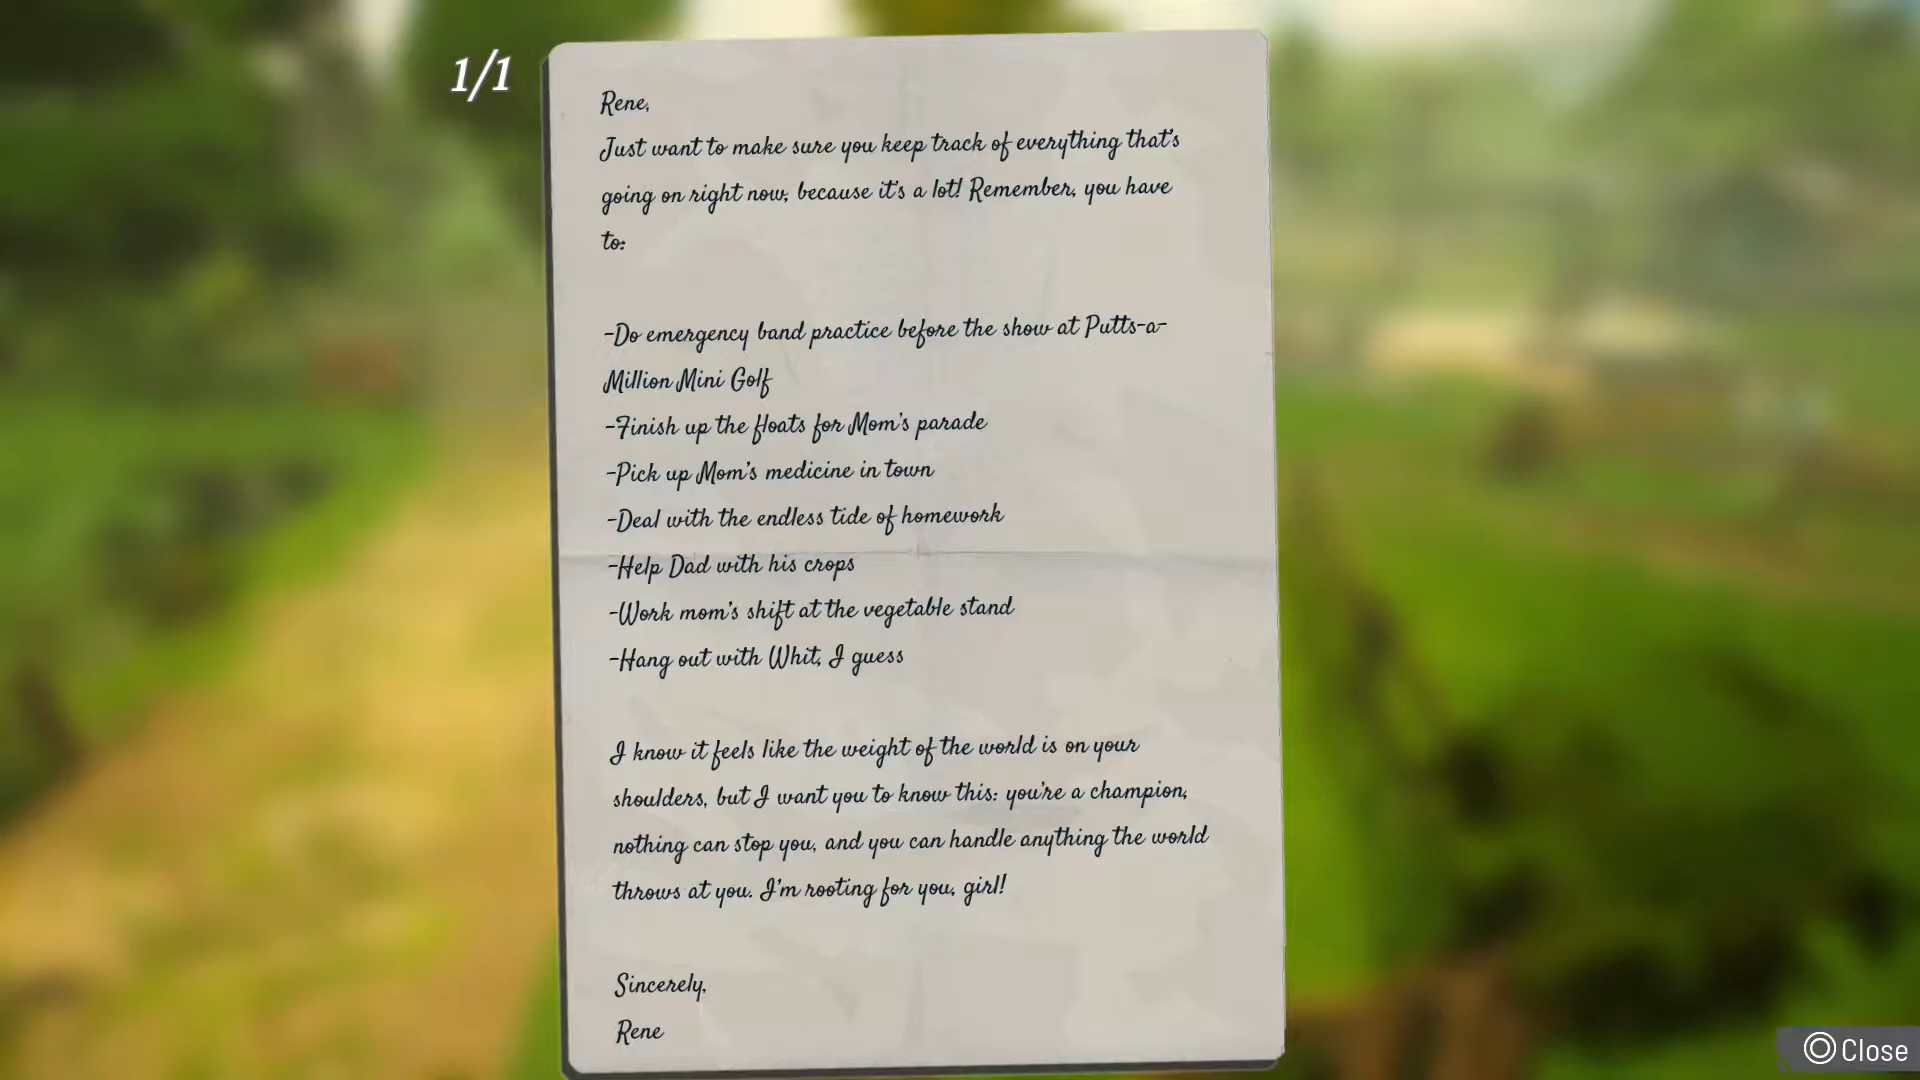 1/1
Rene,
Just want to make sure you keep track of everything that's
going on right now, because it's a lot! Remember, you have
to:
-Do emergency band practice before the show at Putts-a-
Million Mini Golf
-Finish up the floats for Mom's parade
-Pick up Mom's medicine in town
-Deal with the endless tide of homework
-Help Dad with his crops
-Work mom's shift at the vegetable stand
-Hang out with Whit, I guess
I know it feels like the weight of the world is on your
shoulders, but I want you to know this: you're a champion,
nothing can stop you, and you can handle anything the world
throws at you. I'm rooting for you, girl!
Sincerely,
Rene
Close